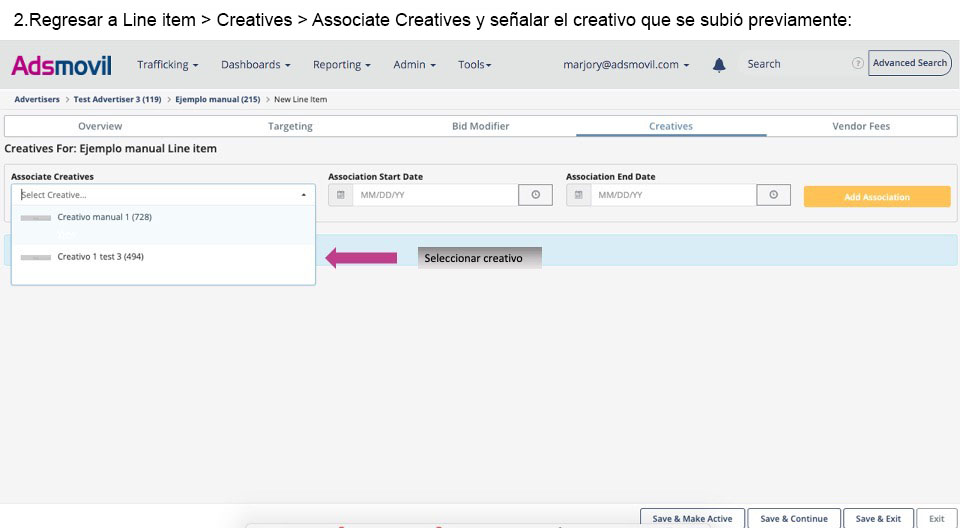 2.Regresar a Line item > Creatives > Associate Creatives y señalar el creativo que se subió previamente:
Adsmovil Trafficking Dashboards Reporting Admin Tools marjory@adsmovil.com Search ? Advanced Search
Advertisers > Test Advertiser 3 (119) > Ejemplo manual (215) > New Line Item
Overview Targeting Bid Modifier Creatives Vendor Fees
Creatives For: Ejemplo manual Line item
Associate Creatives Association Start Date Association End Date
Select Creative... MM/DD/YY MM/DD/YY Add Association
Creativo manual 1 (728)
Creativo 1 test 3 (494) Seleccionar creativo
Save & Make Active Save & Continue Save & Exit Exit